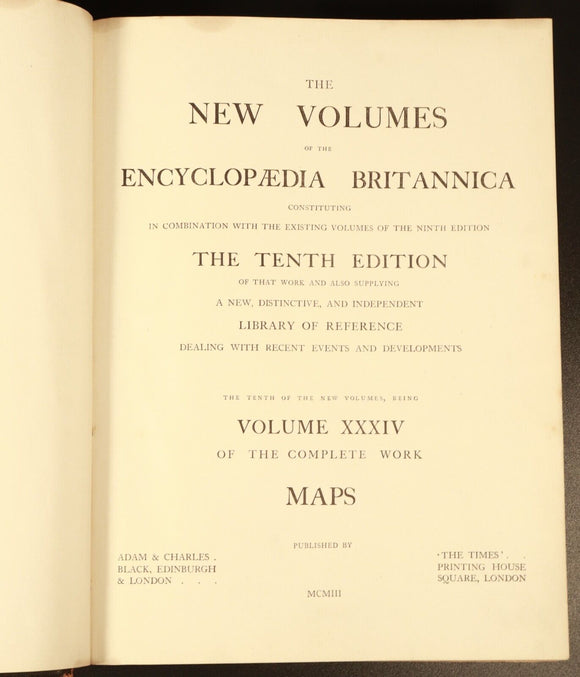 THE
NEW VOLUMES
OF THE
ENCYCLOPÆDIA BRITANNICA
CONSTITUTING
IN COMBINATION WITH THE EXISTING VOLUMES OF THE NINTH EDITION
THE TENTH EDITION
OF THAT WORK AND ALSO SUPPLYING
A NEW, DISTINCTIVE, AND INDEPENDENT
LIBRARY OF REFERENCE
DEALING WITH RECENT EVENTS AND DEVELOPMENTS
THE TENTH OF THE NEW VOLUMES, BEING
VOLUME XXXIV
OF THE COMPLETE WORK
MAPS
PUBLISHED BY
ADAM & CHARLES .
BLACK, EDINBURGH
& LONDON . . .
'THE TIMES' . .
PRINTING HOUSE
SQUARE, LONDON
MCMIII